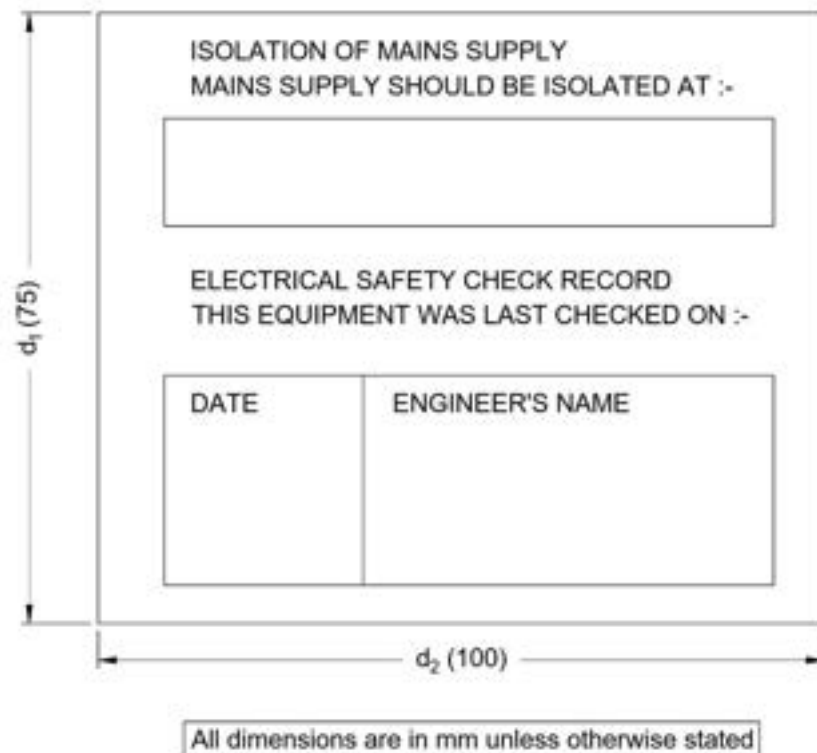 ISOLATION OF MAINS SUPPLY
MAINS SUPPLY SHOULD BE ISOLATED AT :-
d₁ (75)
ELECTRICAL SAFETY CHECK RECORD
THIS EQUIPMENT WAS LAST CHECKED ON :-
DATE ENGINEER'S NAME
d₂ (100)
All dimensions are in mm unless otherwise stated